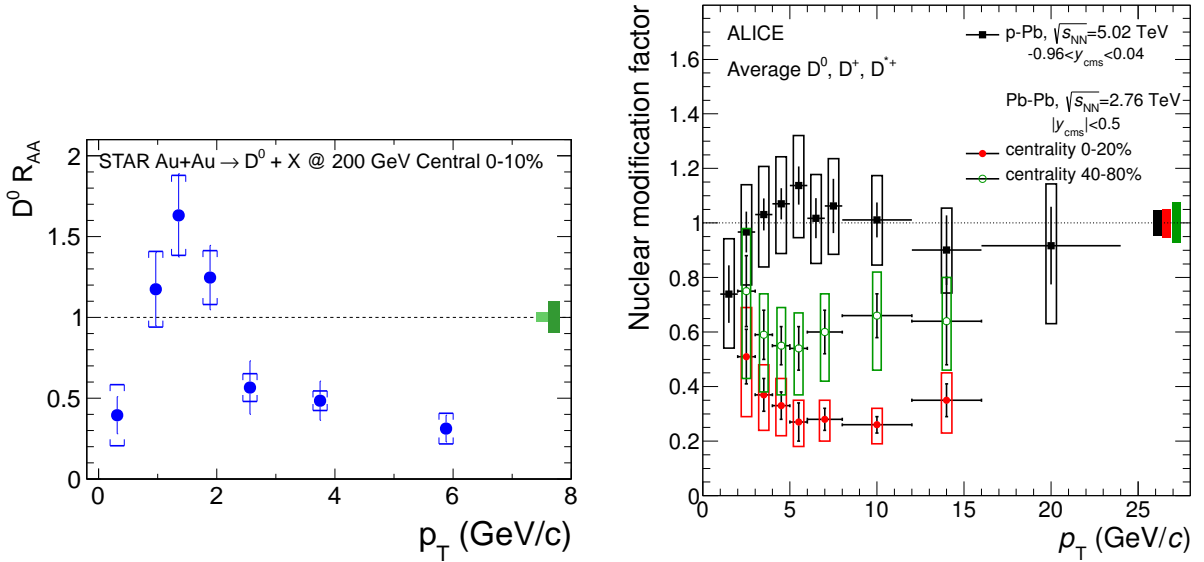 STAR Au+Au → D⁰ + X @ 200 GeV Central 0-10%
D⁰ R_AA
2
1.5
1
0.5
0
0 2 4 6 8
p_T (GeV/c)
ALICE
Average D⁰, D⁺, D*⁺
p-Pb, √s_NN=5.02 TeV
-0.96<y_cms<0.04
Pb-Pb, √s_NN=2.76 TeV
|y_cms|<0.5
centrality 0-20%
centrality 40-80%
Nuclear modification factor
1.6
1.4
1.2
1
0.8
0.6
0.4
0.2
0
0 5 10 15 20 25
p_T (GeV/c)